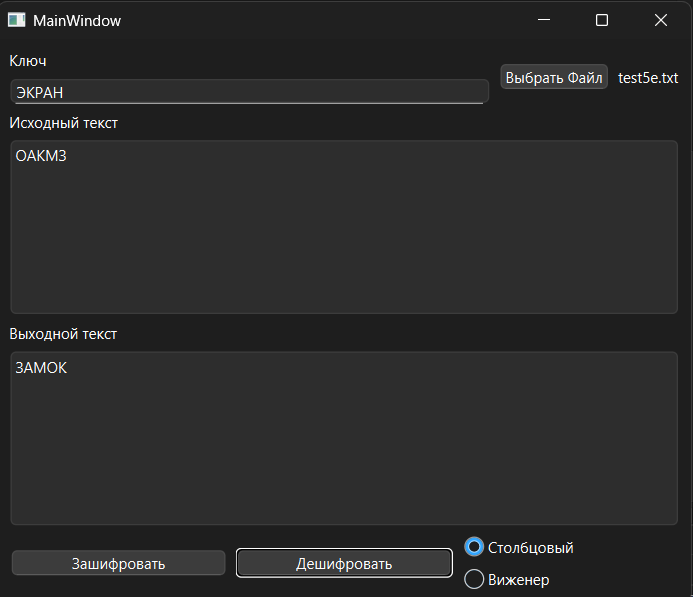 MainWindow
Ключ
Выбрать Файл
test5e.txt
ЭКРАН
Исходный текст
ОАКМЗ
Выходной текст
ЗАМОК
Зашифровать
Дешифровать
Столбцовый
Виженер